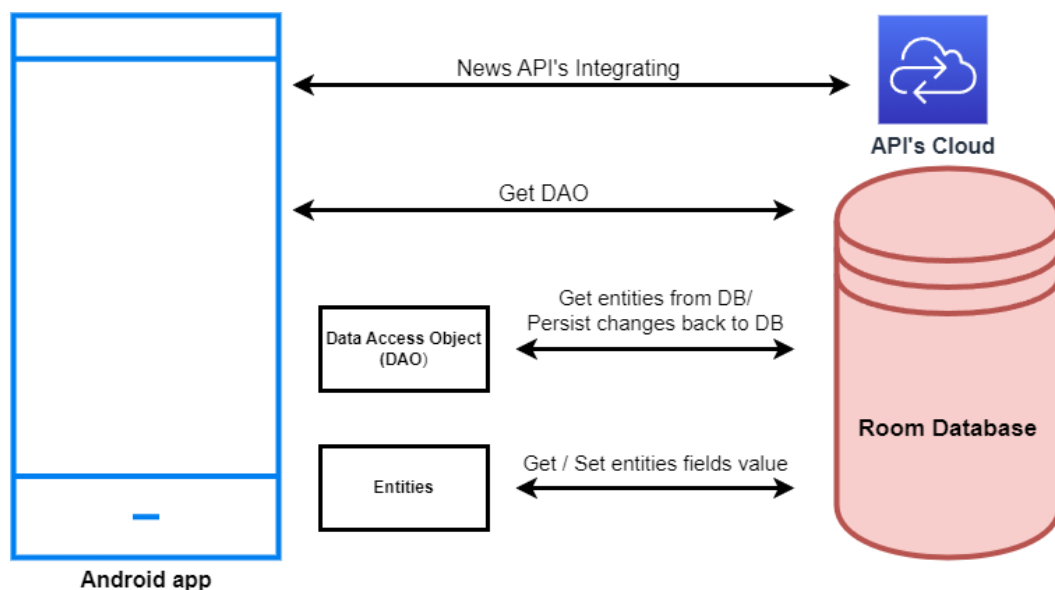 News API's Integrating
API's Cloud
Get DAO
Get entities from DB/
Persist changes back to DB
Data Access Object
(DAO)
Room Database
Get / Set entities fields value
Entities
Android app